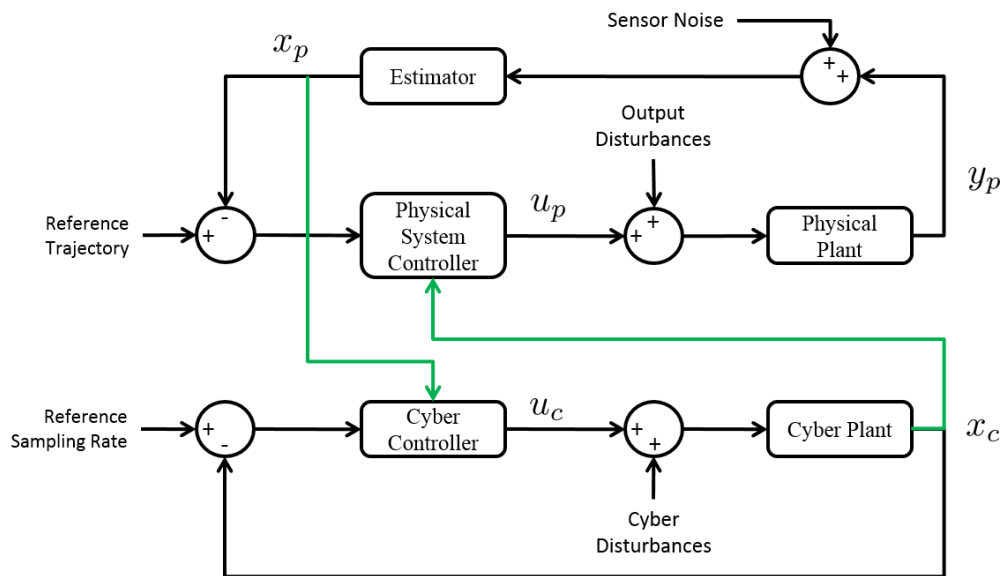 Sensor Noise
x_p
+
+
Estimator
Output
Disturbances
y_p
-
Physical
System
Controller
u_p
Reference
Trajectory
+
+
+
Physical
Plant
Reference
Sampling Rate
+
-
Cyber
Controller
u_c
+
+
Cyber Plant
x_c
Cyber
Disturbances